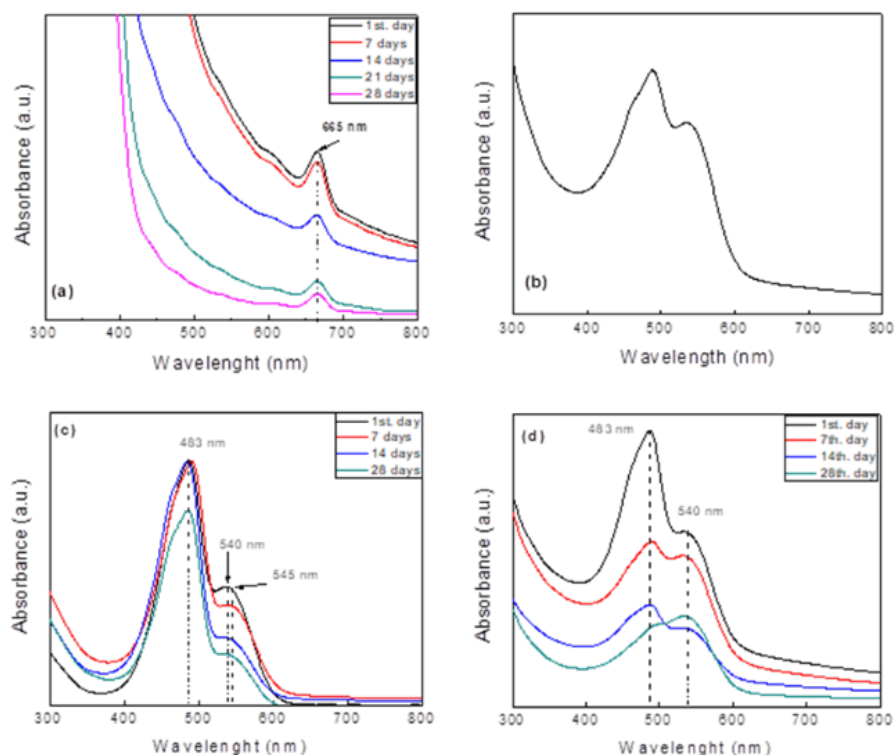 1st. day
7 days
14 days
21 days
28 days
665 nm
(a)
Absorbance (a.u.)
300 400 500 600 700 800
Wavelenght (nm)
(b)
Absorbance (a.u.)
300 400 500 600 700 800
Wavelength (nm)
(c)
1st. day
7 days
14 days
28 days
483 nm
540 nm
545 nm
Absorbance (a.u.)
300 400 500 600 700 800
Wavelenght (nm)
(d)
1st. day
7th. day
14th. day
28th. day
483 nm
540 nm
Absorbance (a.u.)
300 400 500 600 700 800
Wavelenght (nm)